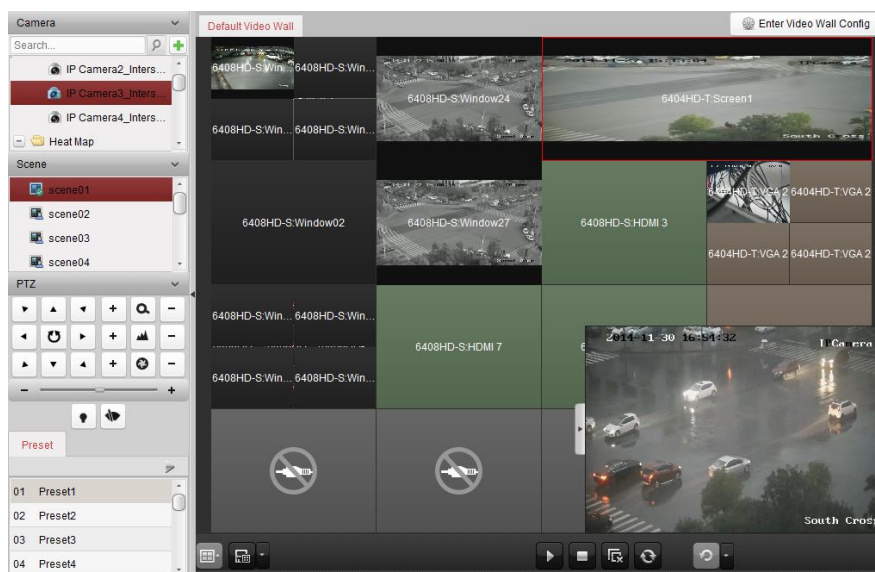 Camera
Default Video Wall
Enter Video Wall Config
Search...
IP Camera2_Inters...
IP Camera3_Inters...
IP Camera4_Inters...
Heat Map
Scene
scene01
scene02
scene03
scene04
PTZ
Preset
01 Preset1
02 Preset2
03 Preset3
04 Preset4
6408HD-S:Win... 6408HD-S:Win...
6408HD-S:Window24
6404HD-T:Screen1
South Cross
6408HD-S:Win... 6408HD-S:Win...
6408HD-S:Window02
6408HD-S:Window27
6408HD-S:HDMI 3
6404HD-T:VGA 2 6404HD-T:VGA 2
6404HD-T:VGA 2 6404HD-T:VGA 2
6408HD-S:Win... 6408HD-S:Win...
6408HD-S:HDMI 7
6408HD-S:Win... 6408HD-S:Win...
2014-11-30 16:54:32
IPCamera
South Cros